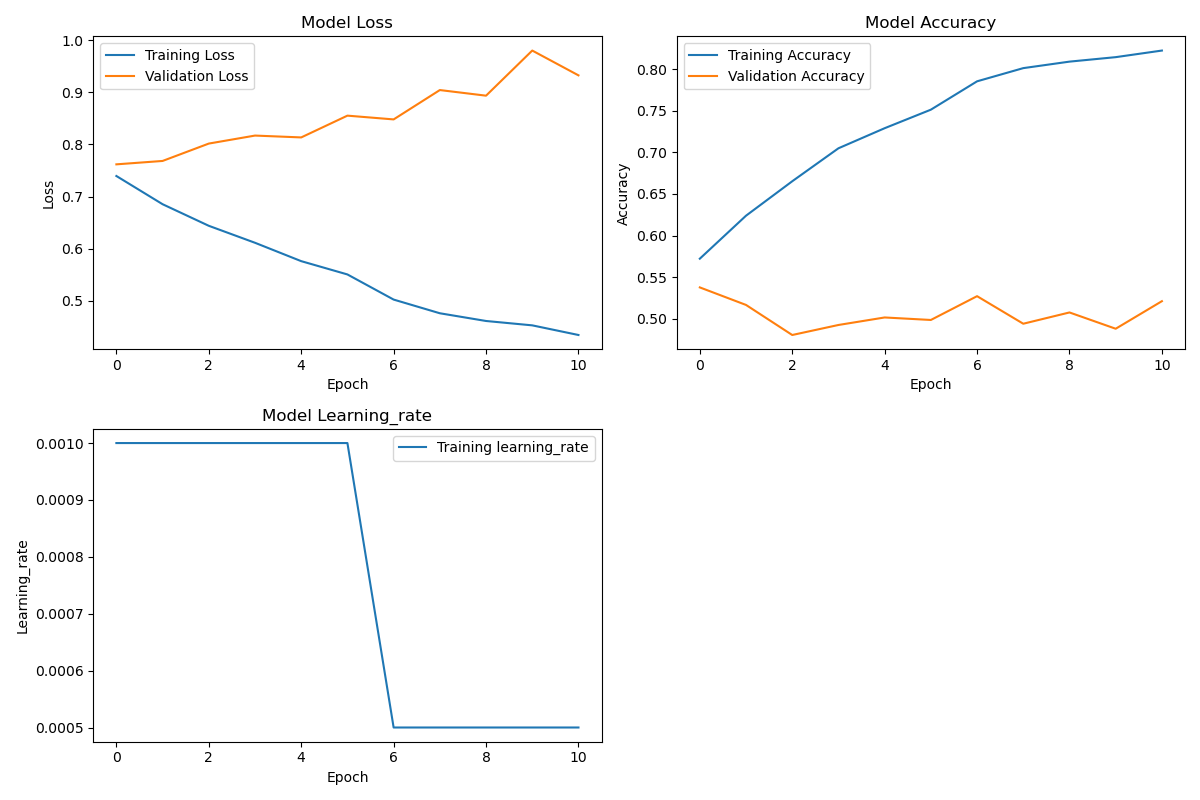 Model Loss
Training Loss
Validation Loss
1.0
0.9
0.8
0.7
0.6
0.5
Loss
0 2 4 6 8 10
Epoch
Model Accuracy
Training Accuracy
Validation Accuracy
0.80
0.75
0.70
0.65
0.60
0.55
0.50
Accuracy
0 2 4 6 8 10
Epoch
Model Learning_rate
Training learning_rate
0.0010
0.0009
0.0008
0.0007
0.0006
0.0005
Learning_rate
0 2 4 6 8 10
Epoch